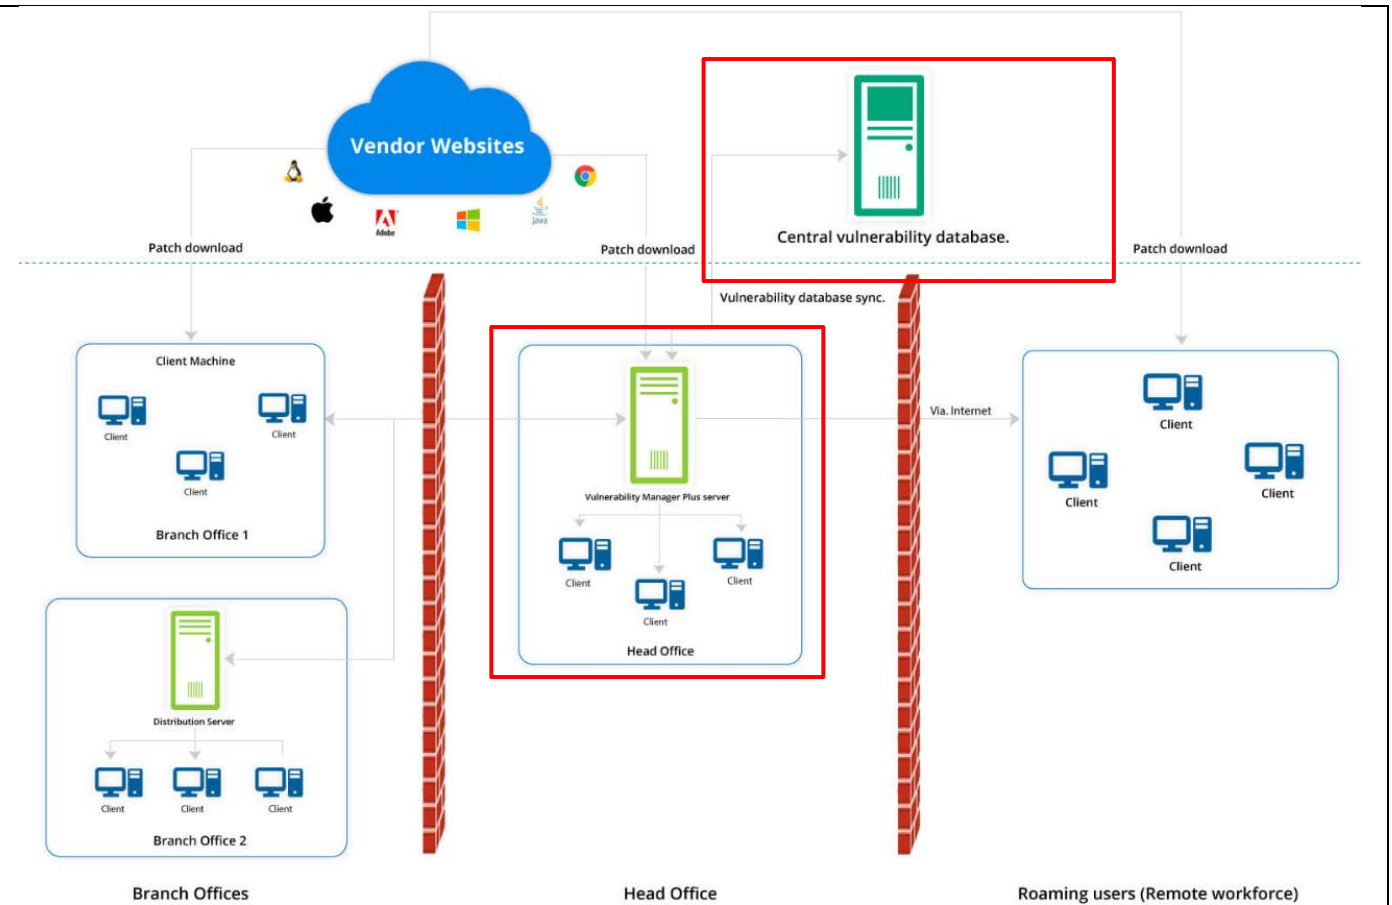 Vendor Websites
Adobe
Java
Central vulnerability database.
Patch download
Patch download
Patch download
Vulnerability database sync.
Client Machine
Client
Client
Client
Branch Office 1
Vulnerability Manager Plus server
Client
Client
Client
Head Office
Via. Internet
Client
Client
Client
Client
Distribution Server
Client
Client
Client
Branch Office 2
Branch Offices
Head Office
Roaming users (Remote workforce)